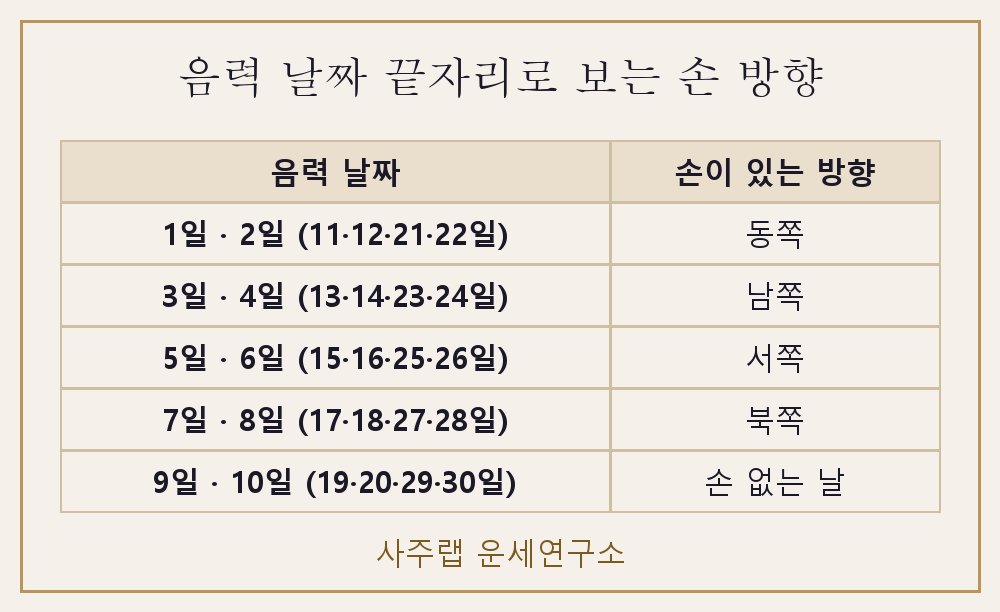 음력 날짜 끝자리로 보는 손 방향
음력 날짜 손이 있는 방향
1일 · 2일 (11·12·21·22일) 동쪽
3일 · 4일 (13·14·23·24일) 남쪽
5일 · 6일 (15·16·25·26일) 서쪽
7일 · 8일 (17·18·27·28일) 북쪽
9일 · 10일 (19·20·29·30일) 손 없는 날
사주랩 운세연구소